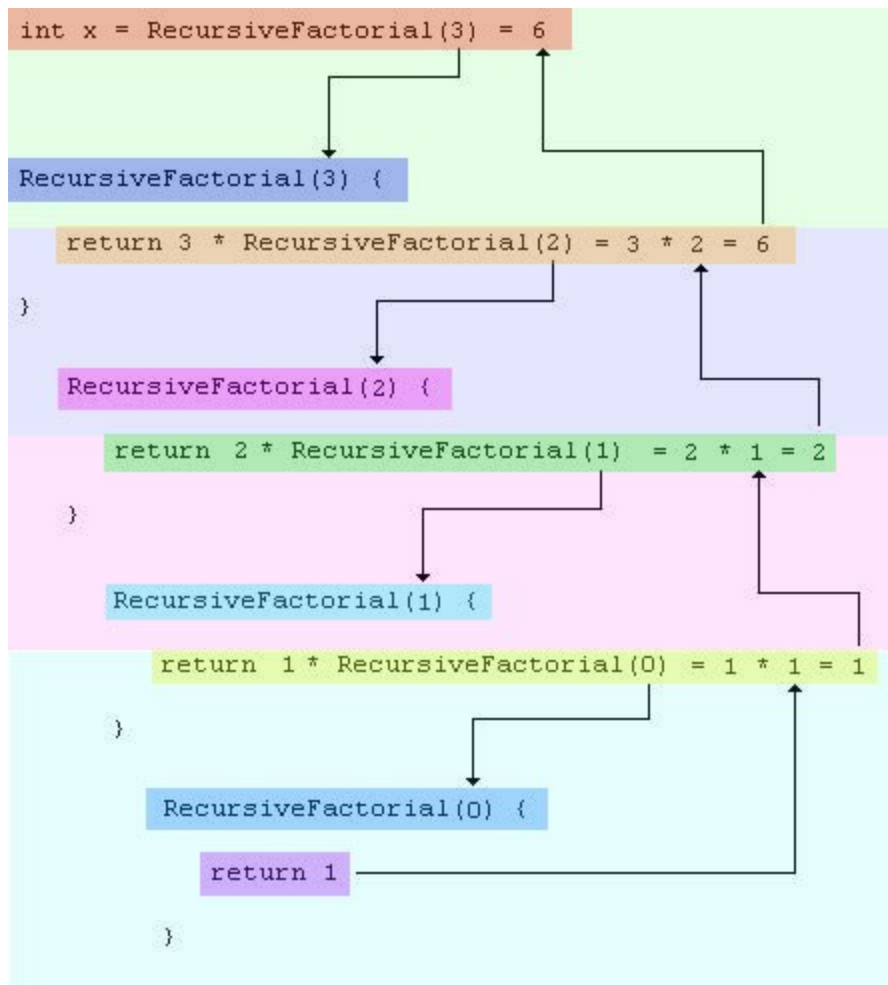 int x = RecursiveFactorial(3) = 6
RecursiveFactorial(3) {
return 3 * RecursiveFactorial(2) = 3 * 2 = 6
}
RecursiveFactorial(2) {
return 2 * RecursiveFactorial(1) = 2 * 1 = 2
}
RecursiveFactorial(1) {
return 1 * RecursiveFactorial(0) = 1 * 1 = 1
}
RecursiveFactorial(0) {
return 1
}